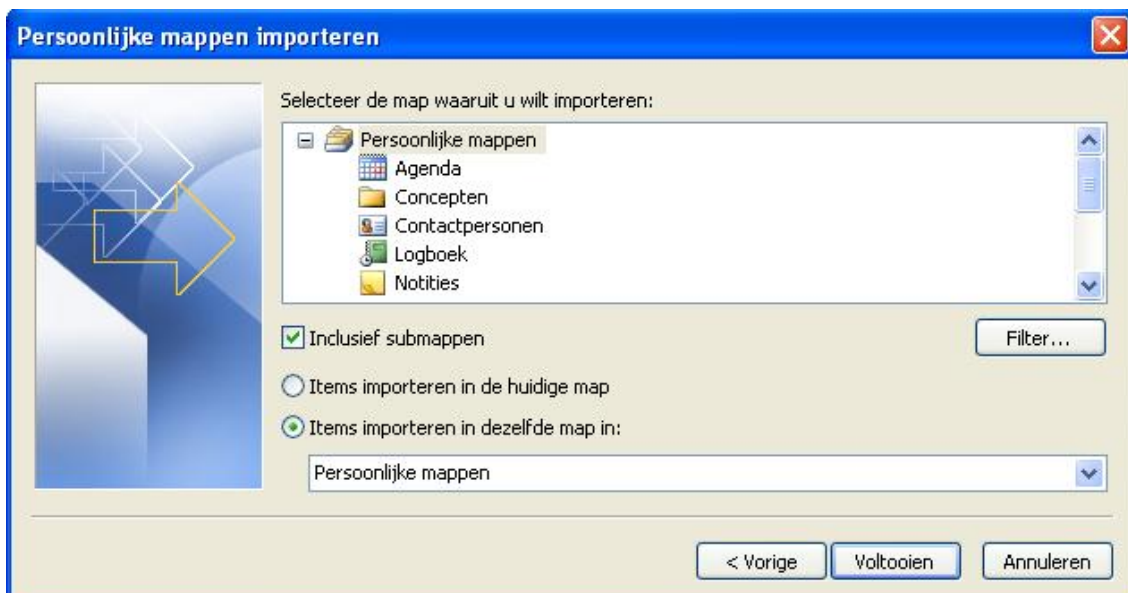 Persoonlijke mappen importeren
Selecteer de map waaruit u wilt importeren:
Persoonlijke mappen
Agenda
Concepten
Contactpersonen
Logboek
Notities
Inclusief submappen
Filter...
Items importeren in de huidige map
Items importeren in dezelfde map in:
Persoonlijke mappen
< Vorige
Voltooien
Annuleren